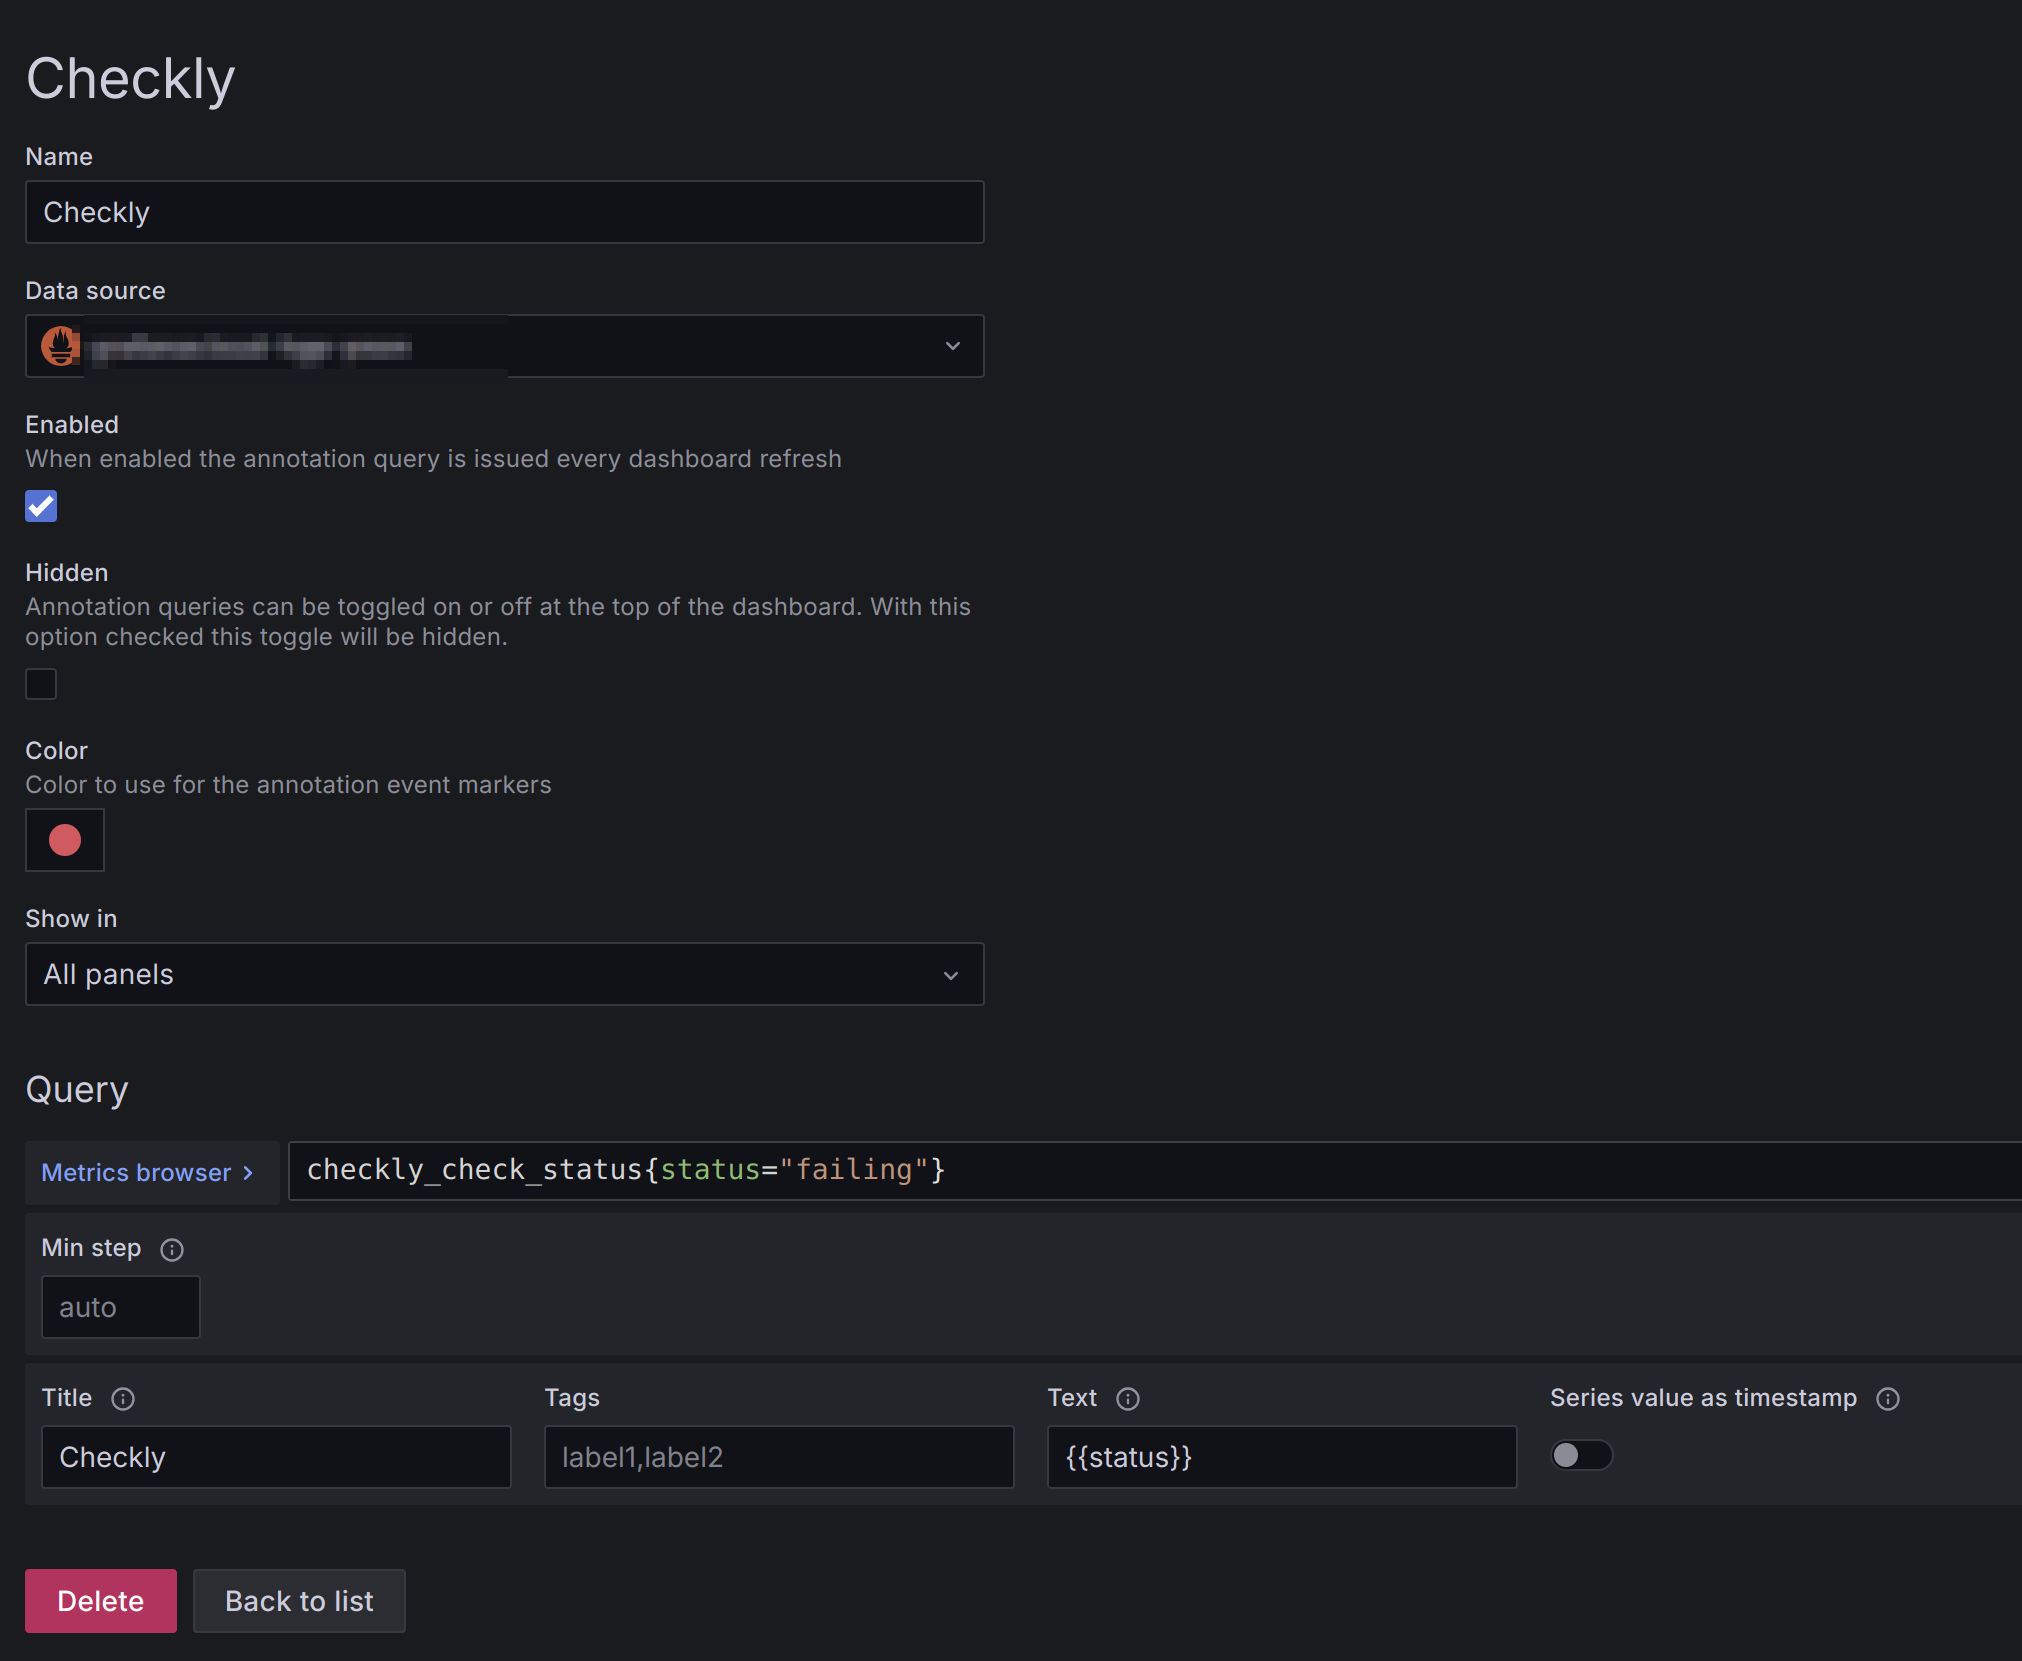 Checkly
Name
Checkly
Data source
Enabled
When enabled the annotation query is issued every dashboard refresh
Hidden
Annotation queries can be toggled on or off at the top of the dashboard. With this
option checked this toggle will be hidden.
Color
Color to use for the annotation event markers
Show in
All panels
Query
Metrics browser >
checkly_check_status{status="failing"}
Min step
auto
Title
Tags
Text
Series value as timestamp
Checkly
label1,label2
{{status}}
Delete
Back to list